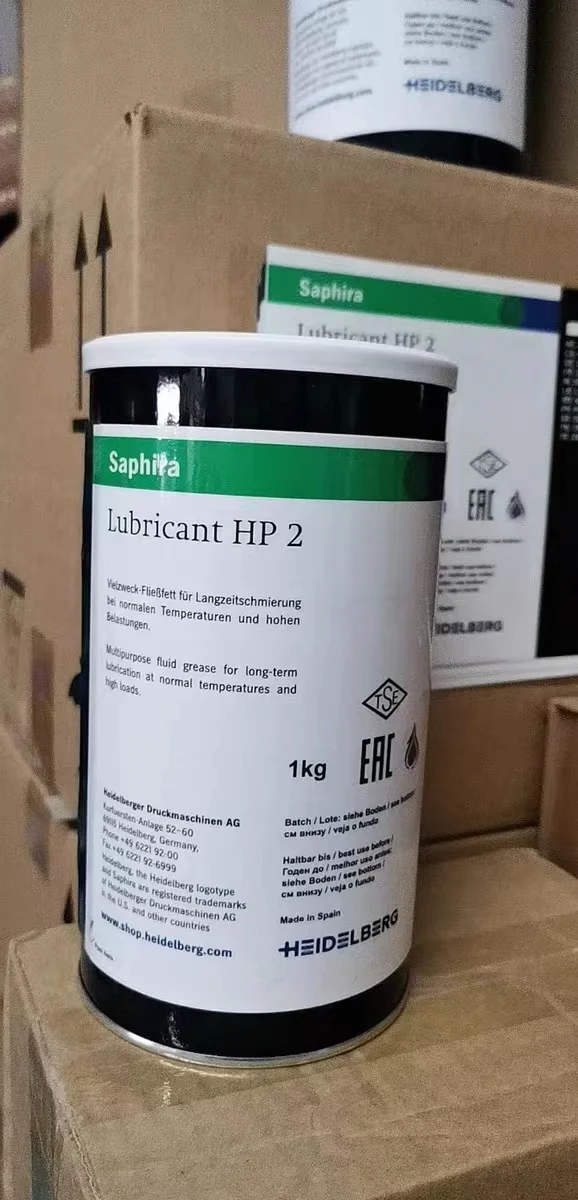 Made in Spain
HEIDELBERG
Saphira
Lubricant HP 2
EAC
Saphira
Lubricant HP 2
Vielzweck-Fließfett für Langzeitschmierung
bei normalen Temperaturen und hohen
Belastungen.
Multipurpose fluid grease for long-term
lubrication at normal temperatures and
high loads.
TSE
1kg
EAC
Heidelberger Druckmaschinen AG
Kurfuersten-Anlage 52–60
69115 Heidelberg, Germany,
Phone +49 6221 92-00
Fax +49 6221 92-6999
Heidelberg, the Heidelberg logotype
and Saphira are registered trademarks
of Heidelberger Druckmaschinen AG
in the U.S. and other countries
www.shop.heidelberg.com
Batch / Lote: siehe Boden / see bottom /
см внизу / veja o fundo
Haltbar bis / best use before /
Годен до / melhor uso antes:
siehe Boden / see bottom /
см внизу / veja o fundo
Made in Spain
HEIDELBERG